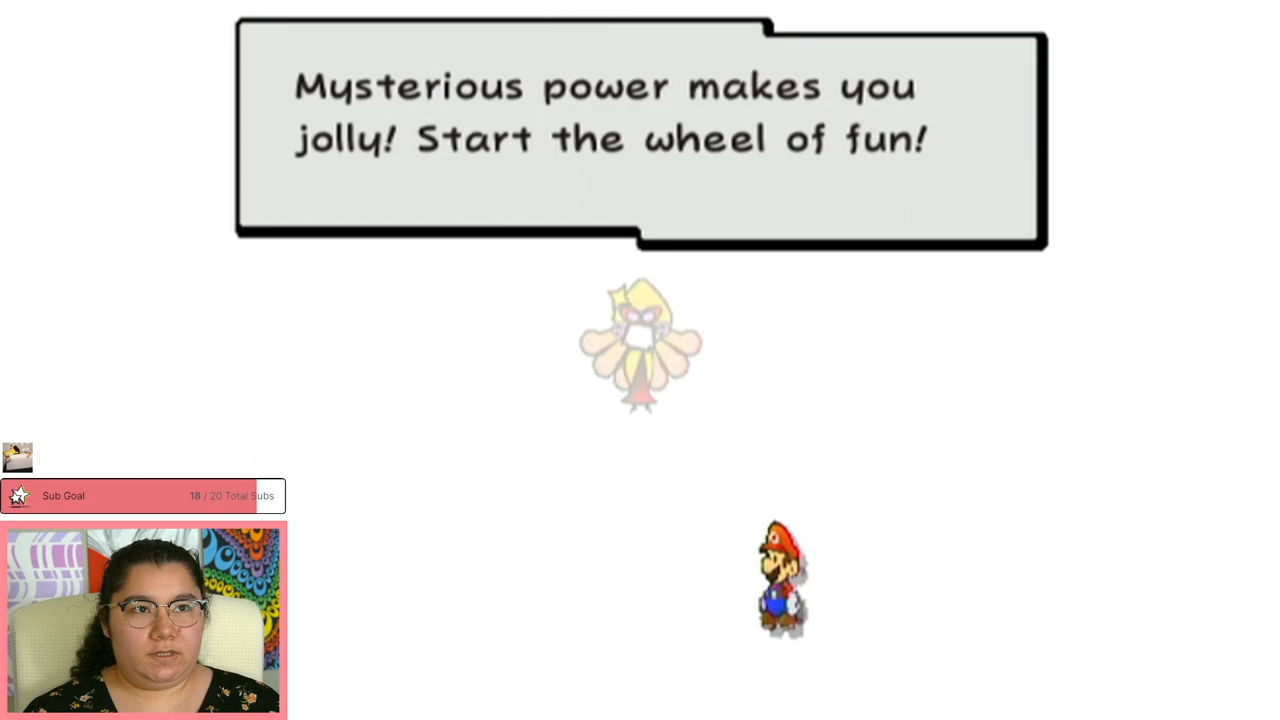 Mysterious power makes you
jolly! Start the wheel of fun!
Sub Goal 18 / 20 Total Subs